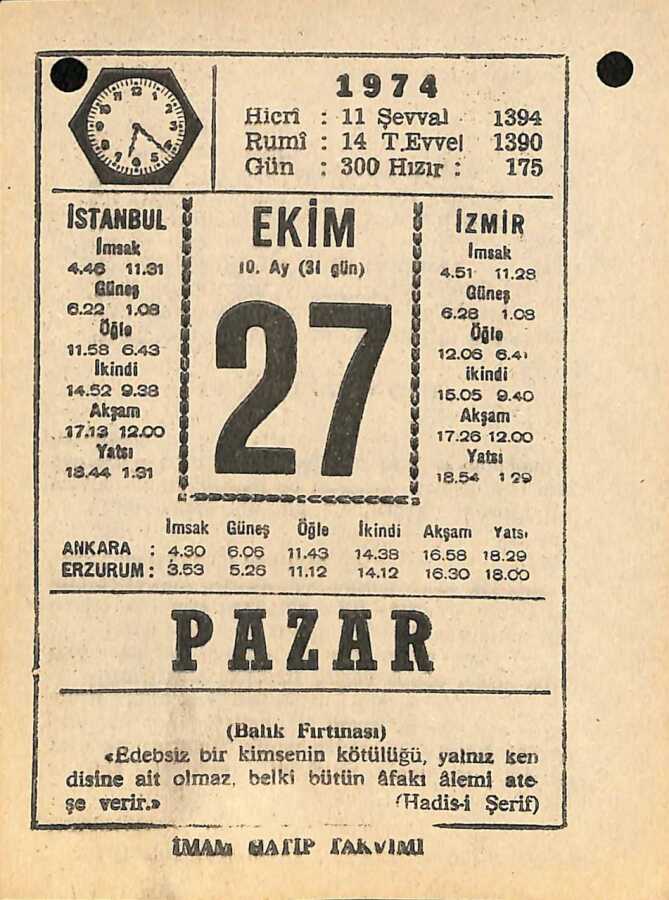 1974
Hicrî : 11 Şevval 1394
Rumî : 14 T.Evvel 1390
Gün : 300 Hızır : 175
İSTANBUL
İmsak
4.46 11.31
Güneş
6.22 1.08
Öğle
11.58 6.43
İkindi
14.52 9.38
Akşam
17.13 12.00
Yatsı
18.44 1.31
EKİM
10. Ay (31 gün)
27
İZMİR
İmsak
4.51 11.28
Güneş
6.28 1.08
Öğle
12.06 6.41
ikindi
15.05 9.40
Akşam
17.26 12.00
Yatsı
18.54 1 29
İmsak Güneş Öğle İkindi Akşam Yatsı
ANKARA : 4.30 6.06 11.43 14.38 16.58 18.29
ERZURUM : 3.53 5.26 11.12 14.12 16.30 18.00
PAZAR
(Balık Fırtınası)
«Edebsiz bir kimsenin kötülüğü, yalnız ken
disine ait olmaz, belki bütün âfakı âlemi ate-
şe verir.» (Hadis-i Şerif)
İMAM HATİP TAKVİMİ